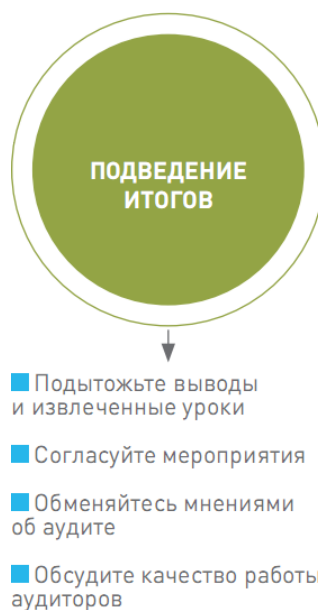 ПОДВЕДЕНИЕ
ИТОГОВ
Подытожьте выводы
и извлеченные уроки
Согласуйте мероприятия
Обменяйтесь мнениями
об аудите
Обсудите качество работы
аудиторов